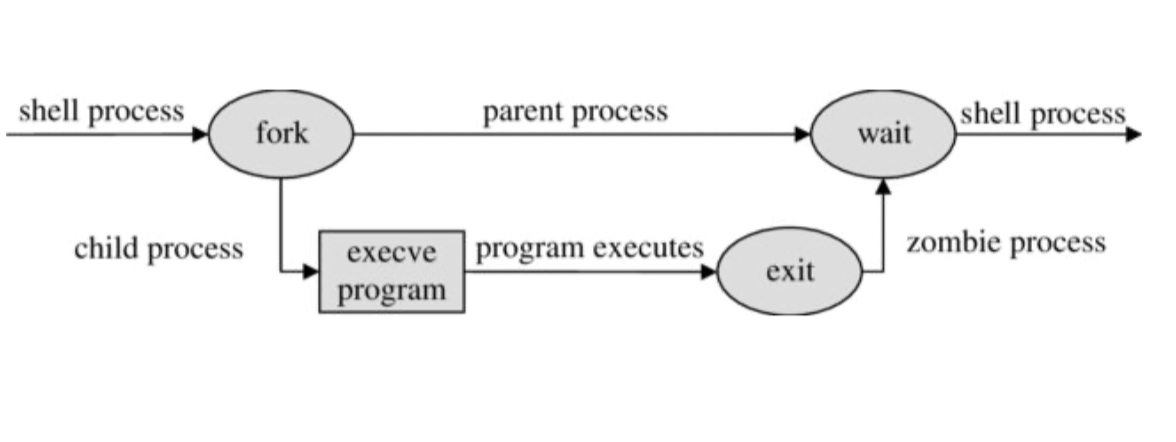 shell process
fork
parent process
wait
shell process
child process
execve
program
program executes
exit
zombie process